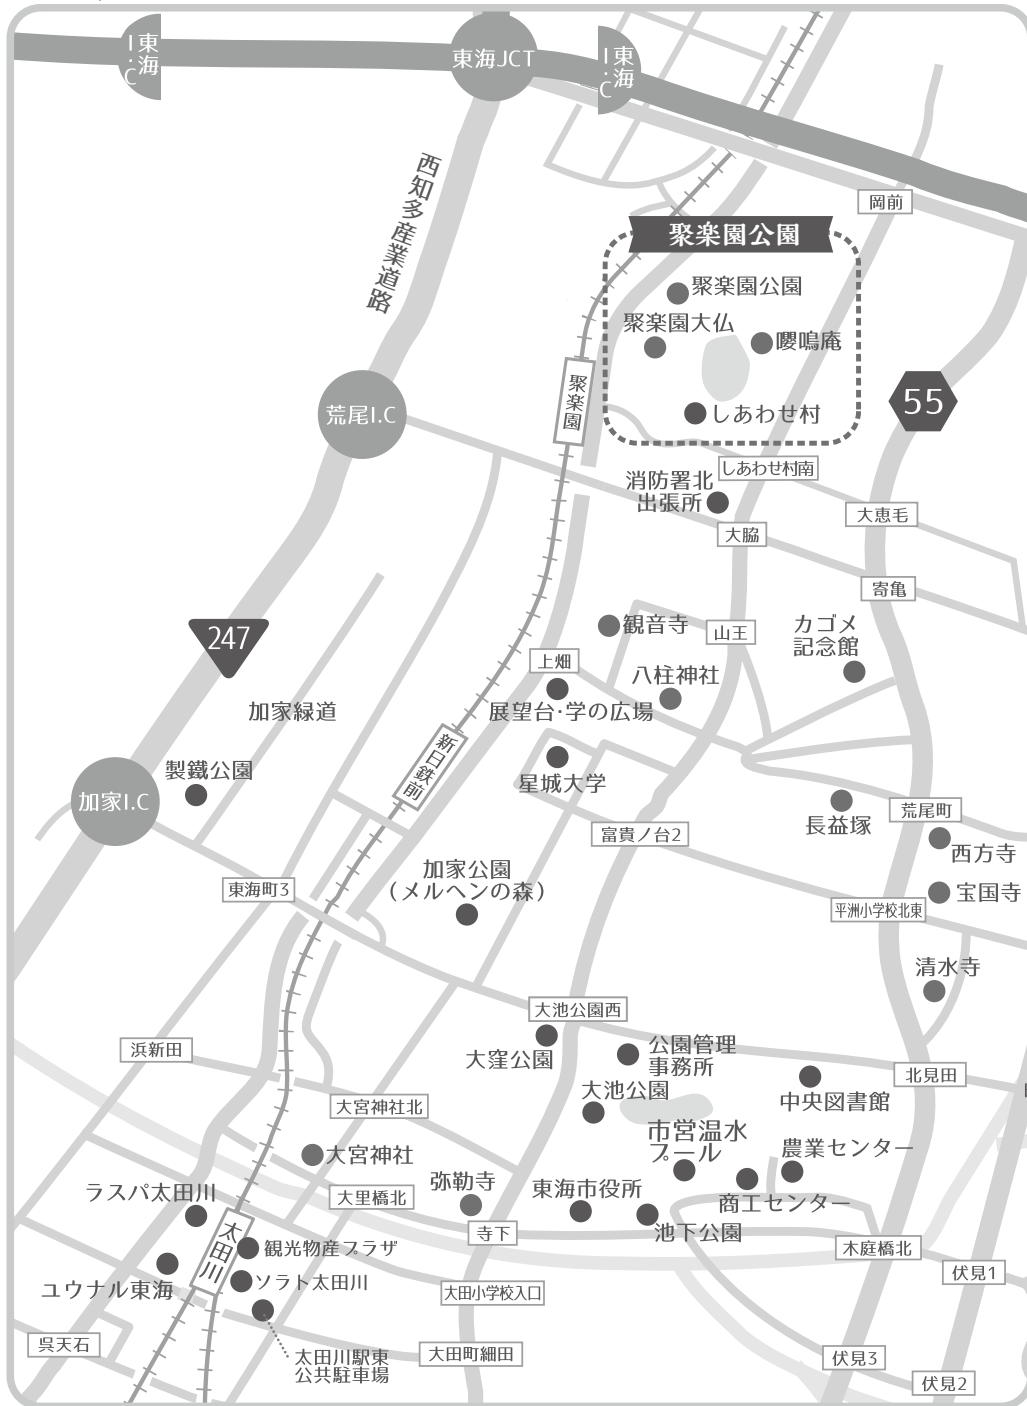 東海
I.C
東海JCT
東海
I.C
西知多産業道路
岡前
聚楽園公園
聚楽園公園
聚楽園大仏
嚶鳴庵
聚楽園
55
荒尾I.C
しあわせ村
しあわせ村南
消防署北
出張所
大脇
大恵毛
寄亀
247
観音寺
山王
カゴメ
記念館
上畑
八柱神社
展望台・学の広場
加家緑道
新日鉄前
製鐵公園
星城大学
加家I.C
長益塚
荒尾町
富貴ノ台2
西方寺
加家公園
(メルヘンの森)
東海町3
宝国寺
平洲小学校北東
清水寺
大池公園西
大窪公園
公園管理
事務所
浜新田
北見田
大池公園
中央図書館
大宮神社北
市営温水
プール
大宮神社
農業センター
ラスパ太田川
大里橋北
弥勒寺
東海市役所
商工センター
池下公園
寺下
太田川
観光物産プラザ
木庭橋北
ユウナル東海
ソラト太田川
伏見1
大田小学校入口
呉天石
太田川駅東
公共駐車場
大田町細田
伏見3
伏見2